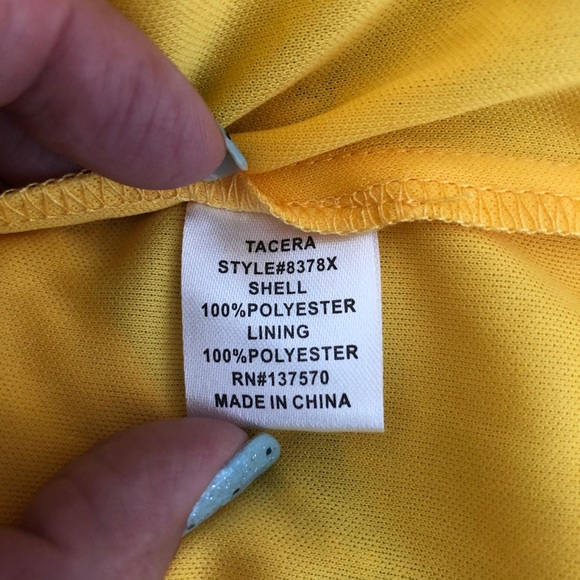 TACERA
STYLE#8378X
SHELL
100%POLYESTER
LINING
100%POLYESTER
RN#137570
MADE IN CHINA